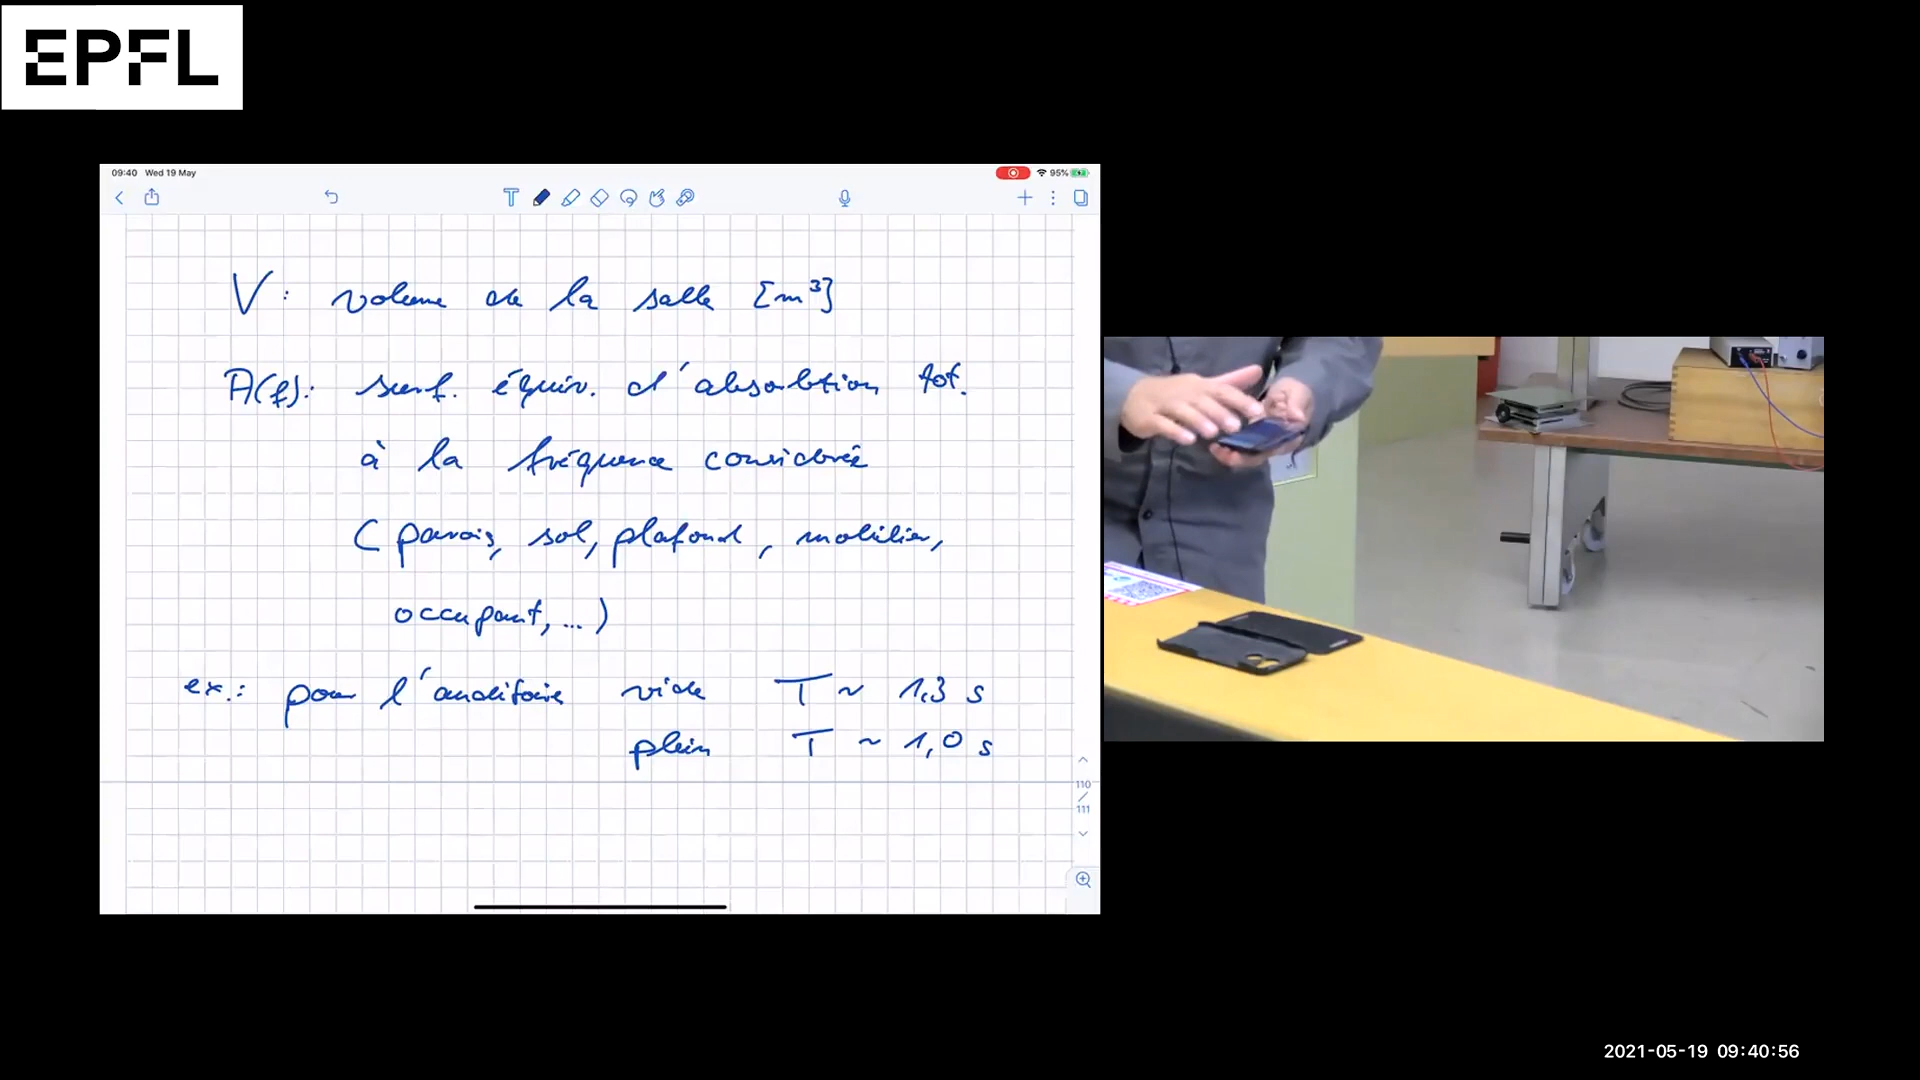 EPFL
09:40 Wed 19 May
95%
V: volume de la salle [m³]
A(f): surf. équiv. d'absorbtion tot.
à la fréquence considérée
(parois, sol, plafond, mobilier,
occupant, ...)
ex.: pour l'auditoire vide T ~ 1,3 s
plein T ~ 1,0 s
110
/
111
2021-05-19 09:40:56